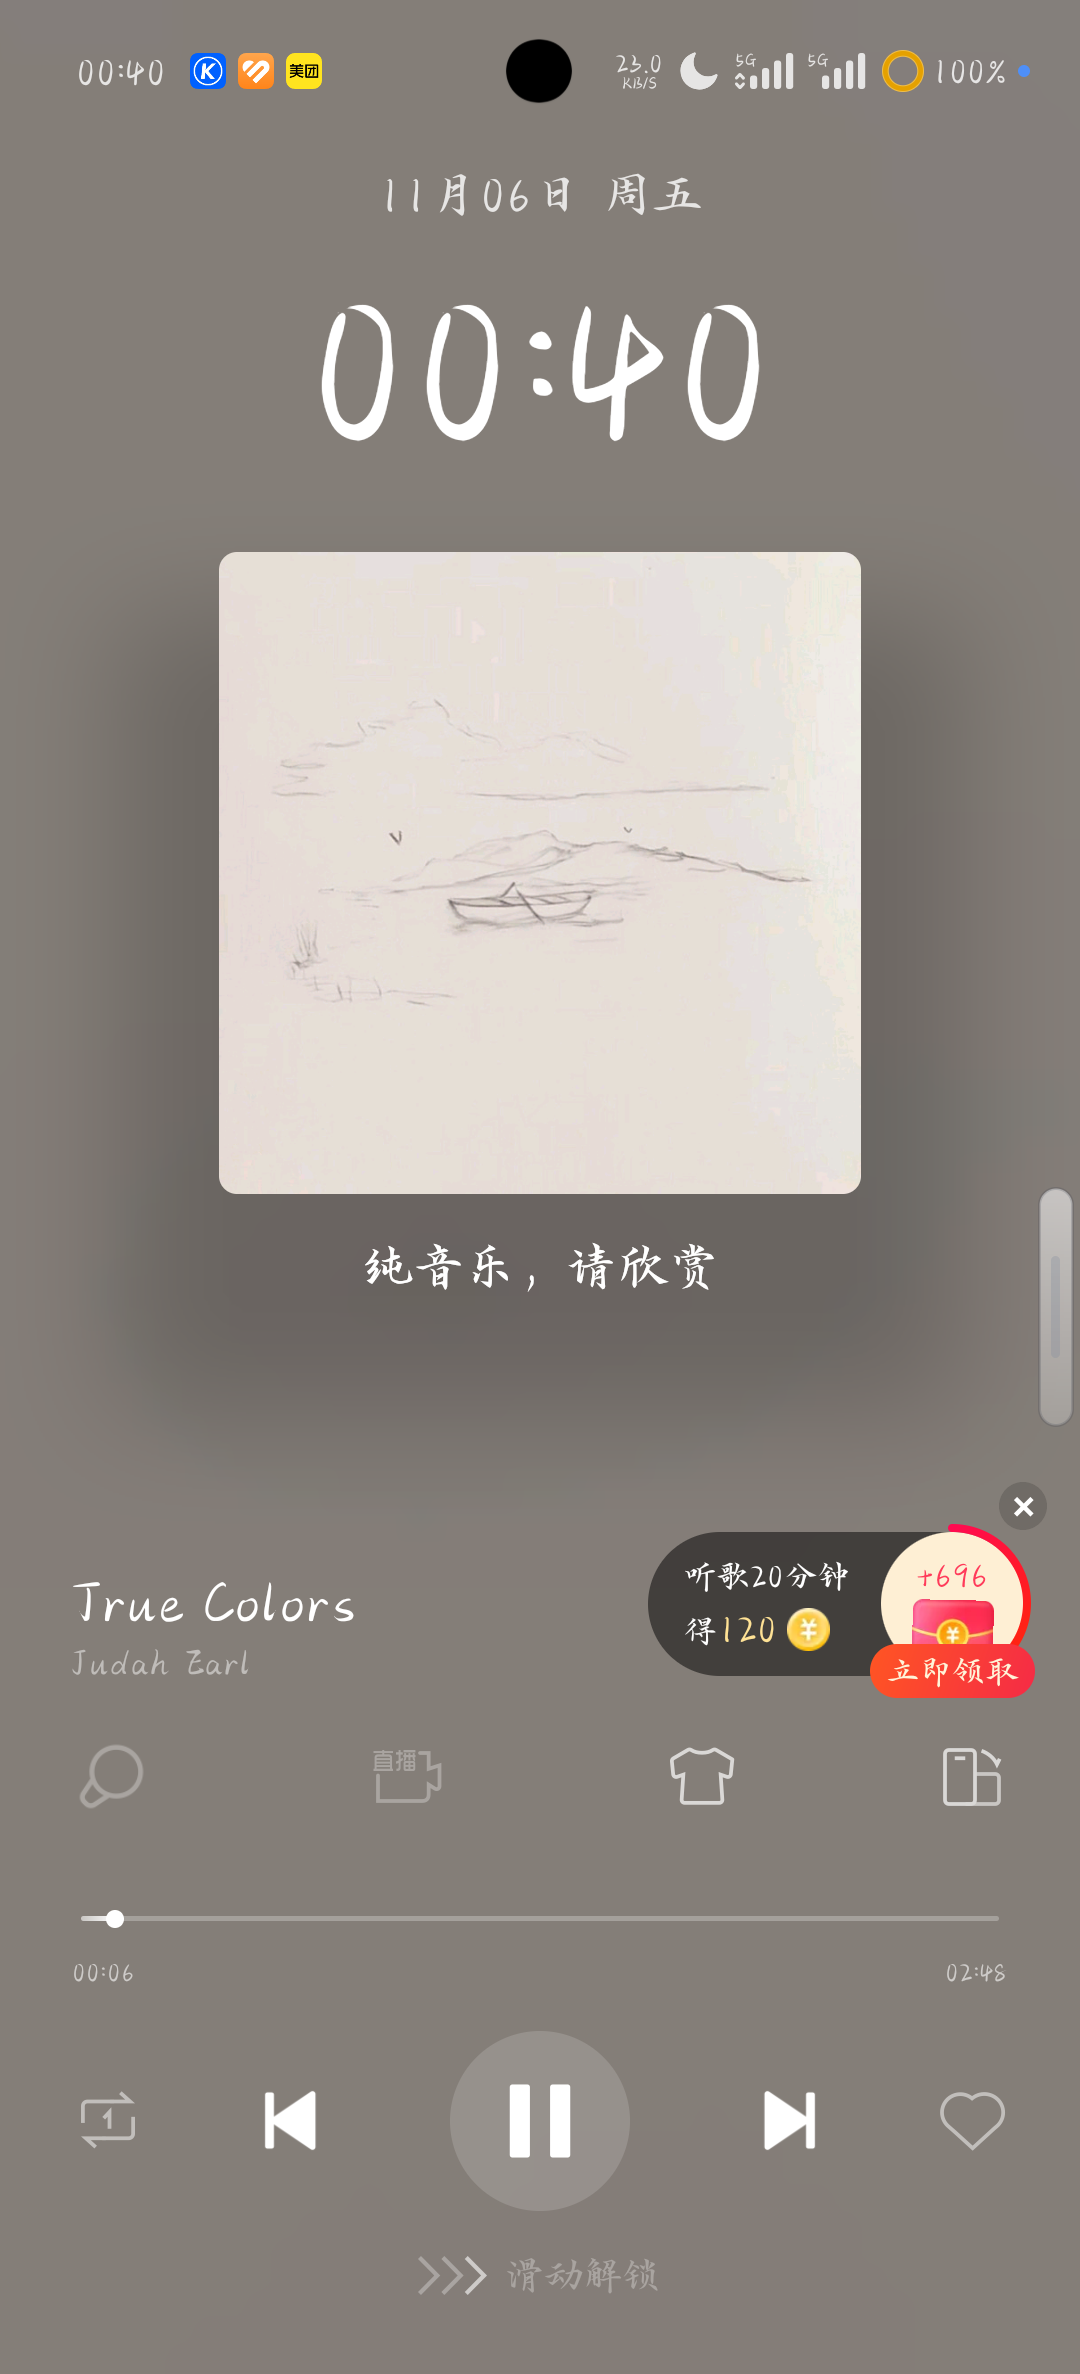 00:40 K 美团 23.0 KB/S 5G 5G 100%
11月06日 周五
00:40
纯音乐，请欣赏
True Colors
Judah Earl
听歌20分钟
得120
+696
立即领取
直播
00:06 02:48
1
滑动解锁